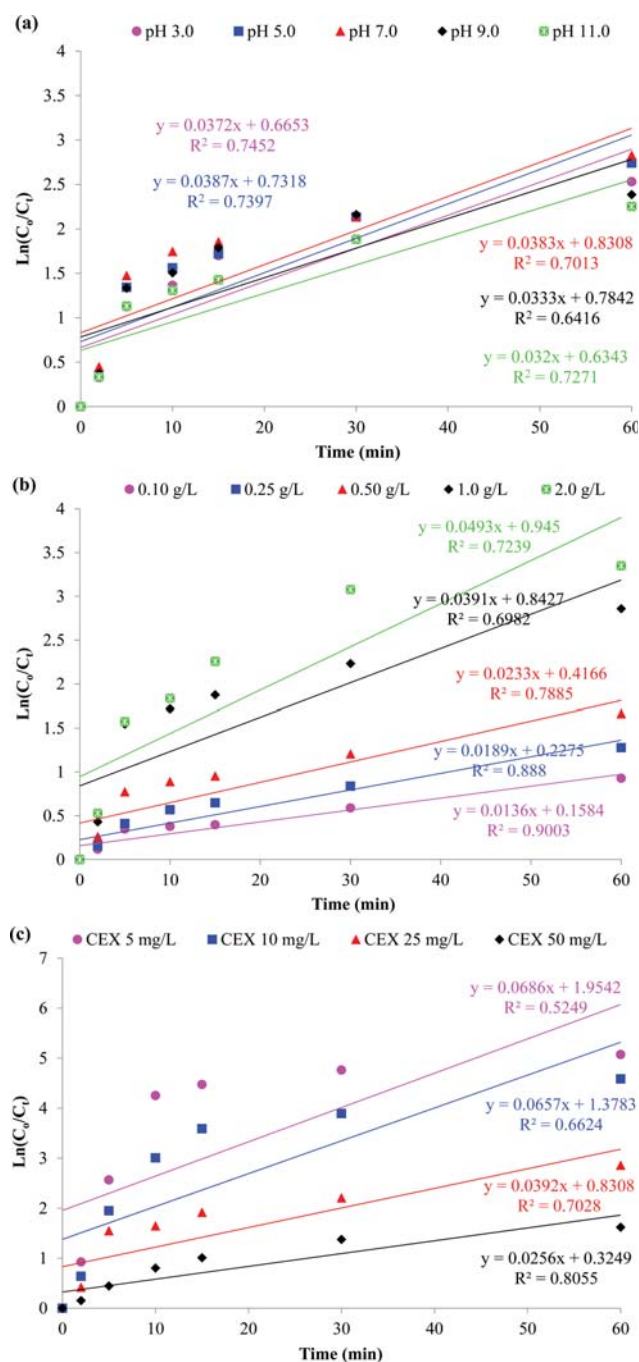 (a)
pH 3.0 pH 5.0 pH 7.0 pH 9.0 pH 11.0
4
3.5
3
2.5
2
1.5
1
0.5
0
Ln(Co/Ct)
y = 0.0372x + 0.6653
R² = 0.7452
y = 0.0387x + 0.7318
R² = 0.7397
y = 0.0383x + 0.8308
R² = 0.7013
y = 0.0333x + 0.7842
R² = 0.6416
y = 0.032x + 0.6343
R² = 0.7271
0 10 20 30 40 50 60
Time (min)
(b)
0.10 g/L 0.25 g/L 0.50 g/L 1.0 g/L 2.0 g/L
4
3.5
3
2.5
2
1.5
1
0.5
0
Ln(Co/Ct)
y = 0.0493x + 0.945
R² = 0.7239
y = 0.0391x + 0.8427
R² = 0.6982
y = 0.0233x + 0.4166
R² = 0.7885
y = 0.0189x + 0.2275
R² = 0.888
y = 0.0136x + 0.1584
R² = 0.9003
0 10 20 30 40 50 60
Time (min)
(c)
CEX 5 mg/L CEX 10 mg/L CEX 25 mg/L CEX 50 mg/L
7
6
5
4
3
2
1
0
Ln(Co/Ct)
y = 0.0686x + 1.9542
R² = 0.5249
y = 0.0657x + 1.3783
R² = 0.6624
y = 0.0392x + 0.8308
R² = 0.7028
y = 0.0256x + 0.3249
R² = 0.8055
0 10 20 30 40 50 60
Time (min)